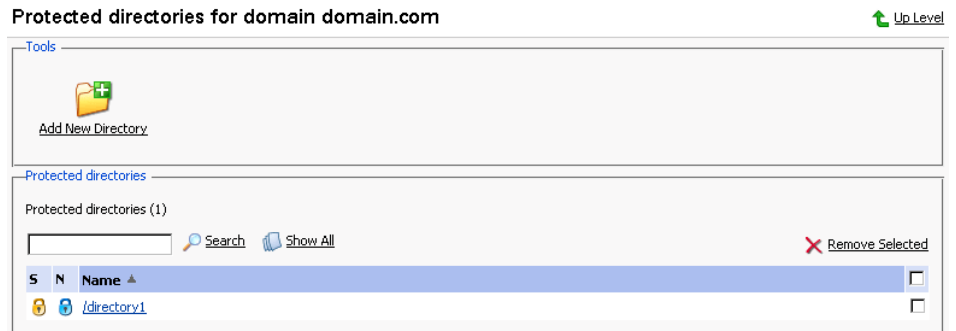 Protected directories for domain domain.com
Up Level
Tools
Add New Directory
Protected directories
Protected directories (1)
Search Show All Remove Selected
S N Name
/directory1